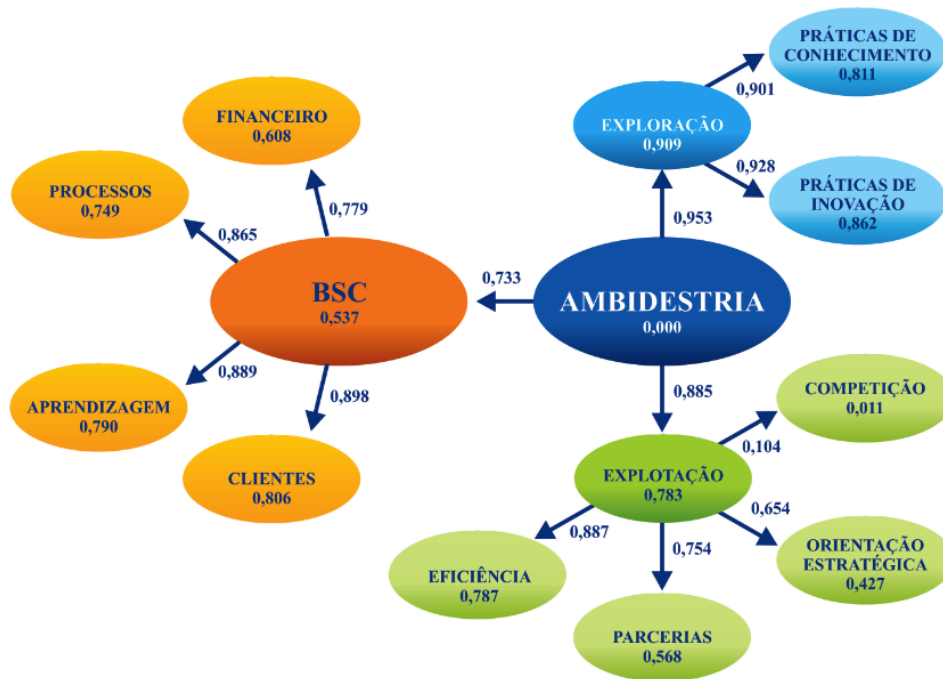 PRÁTICAS DE
CONHECIMENTO
0,811
0,901
FINANCEIRO
0,608
EXPLORAÇÃO
0,909
0,928
PRÁTICAS DE
INOVAÇÃO
0,862
PROCESSOS
0,749
0,779
0,865
0,953
BSC
0,537
0,733
AMBIDESTRIA
0,000
0,889
0,898
0,885
APRENDIZAGEM
0,790
COMPETIÇÃO
0,011
0,104
CLIENTES
0,806
EXPLOTAÇÃO
0,783
0,654
0,887
0,754
ORIENTAÇÃO
ESTRATÉGICA
0,427
EFICIÊNCIA
0,787
PARCERIAS
0,568